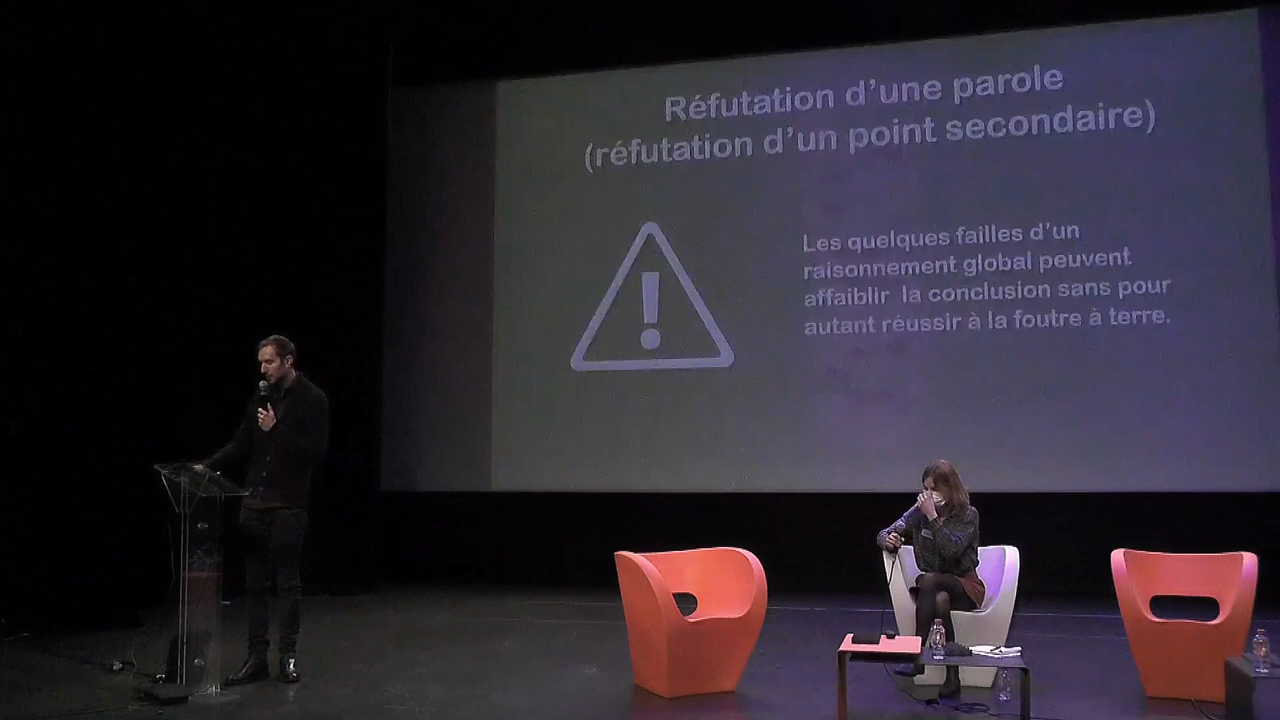 Réfutation d’une parole
(réfutation d’un point secondaire)
Les quelques failles d’un
raisonnement global peuvent
affaiblir la conclusion sans pour
autant réussir à la foutre à terre.